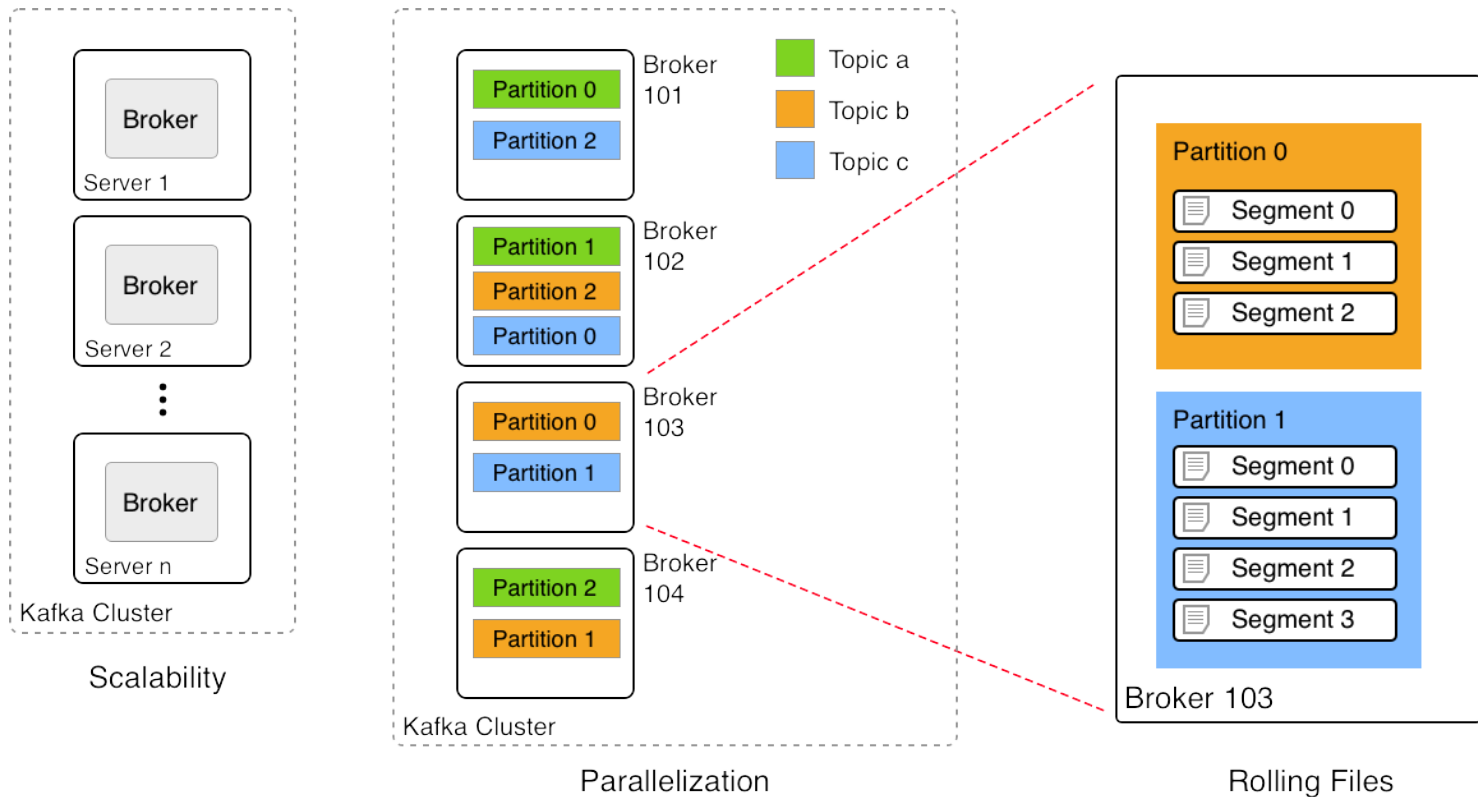 Broker
Server 1
Broker
Server 2
Broker
Server n
Kafka Cluster
Scalability
Partition 0
Partition 2
Broker
101
Partition 1
Partition 2
Partition 0
Broker
102
Partition 0
Partition 1
Broker
103
Partition 2
Partition 1
Broker
104
Topic a
Topic b
Topic c
Kafka Cluster
Parallelization
Partition 0
Segment 0
Segment 1
Segment 2
Partition 1
Segment 0
Segment 1
Segment 2
Segment 3
Broker 103
Rolling Files